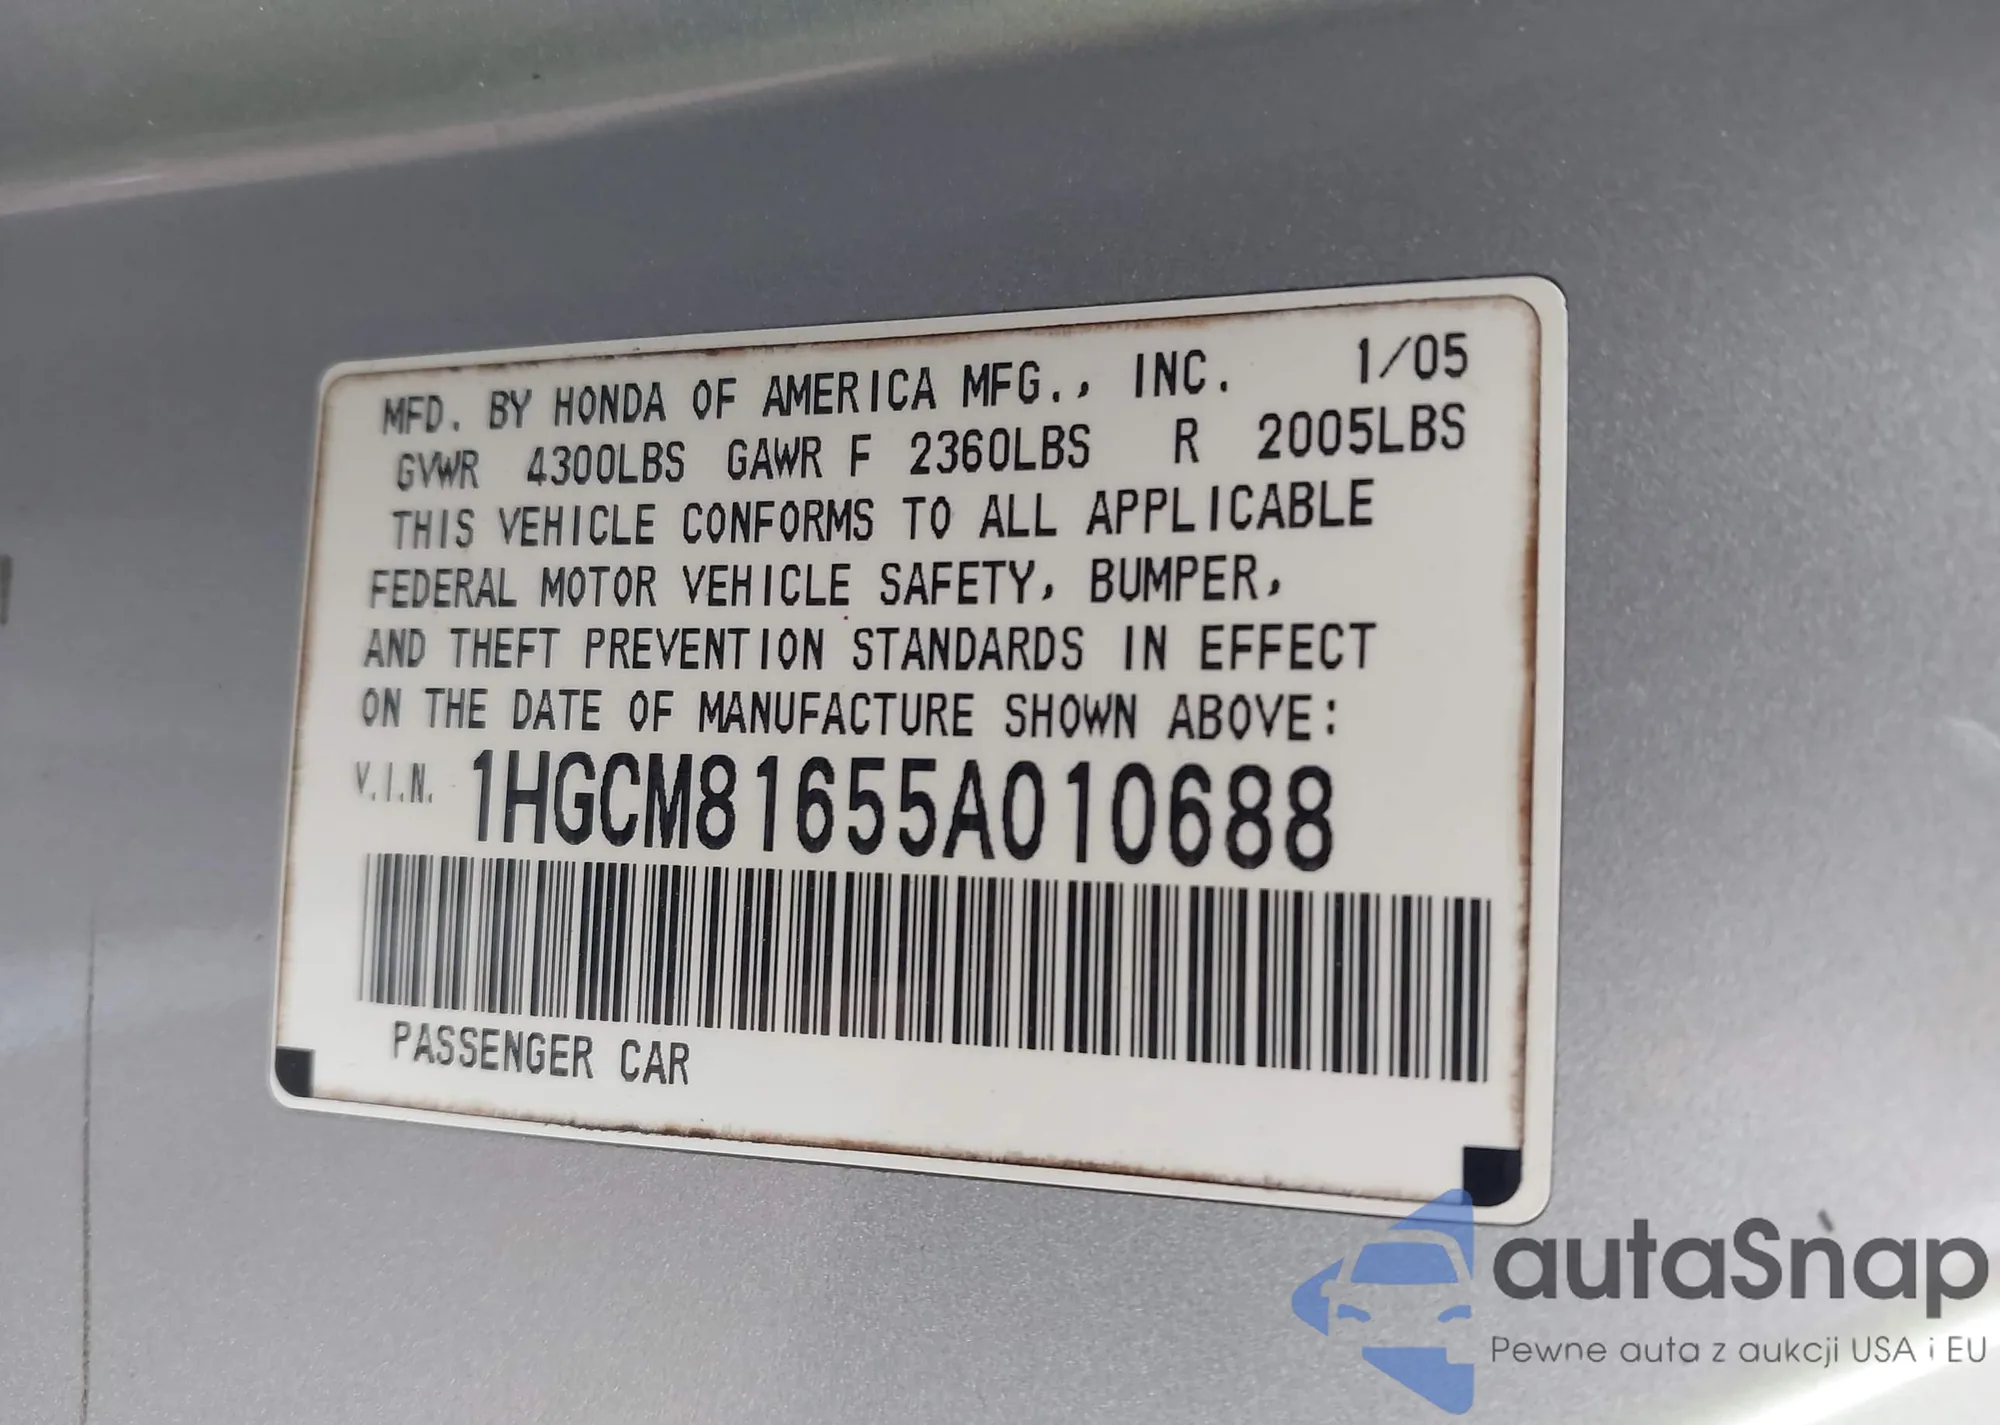 MFD. BY HONDA OF AMERICA MFG., INC. 1/05
GVWR 4300LBS GAWR F 2360LBS R 2005LBS
THIS VEHICLE CONFORMS TO ALL APPLICABLE
FEDERAL MOTOR VEHICLE SAFETY, BUMPER,
AND THEFT PREVENTION STANDARDS IN EFFECT
ON THE DATE OF MANUFACTURE SHOWN ABOVE:
V.I.N. 1HGCM81655A010688
PASSENGER CAR
autaSnap
Pewne auta z aukcji USA i EU